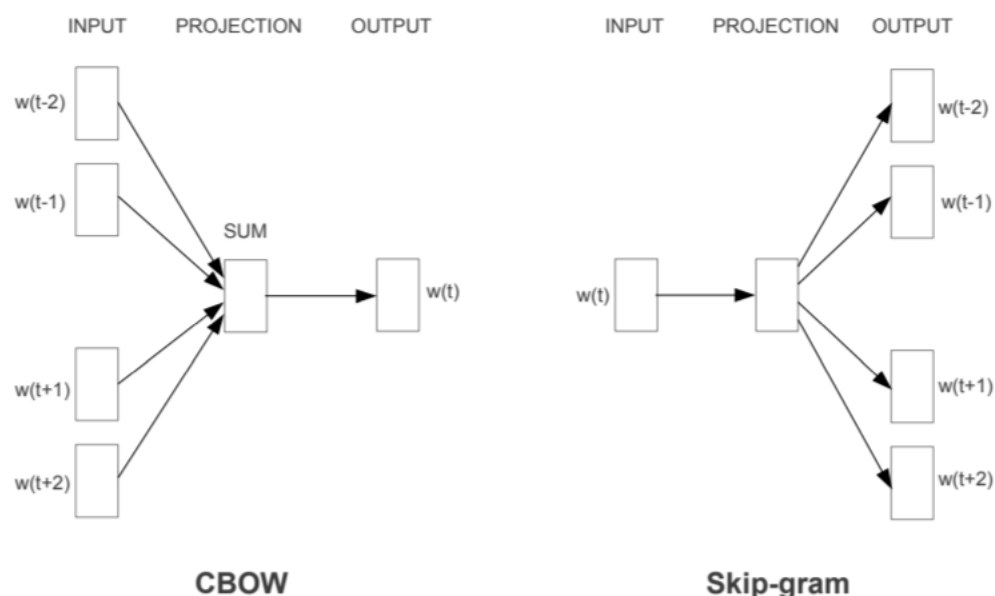 INPUT PROJECTION OUTPUT
w(t-2)
w(t-1)
SUM
w(t)
w(t+1)
w(t+2)
CBOW
INPUT PROJECTION OUTPUT
w(t-2)
w(t-1)
w(t)
w(t+1)
w(t+2)
Skip-gram